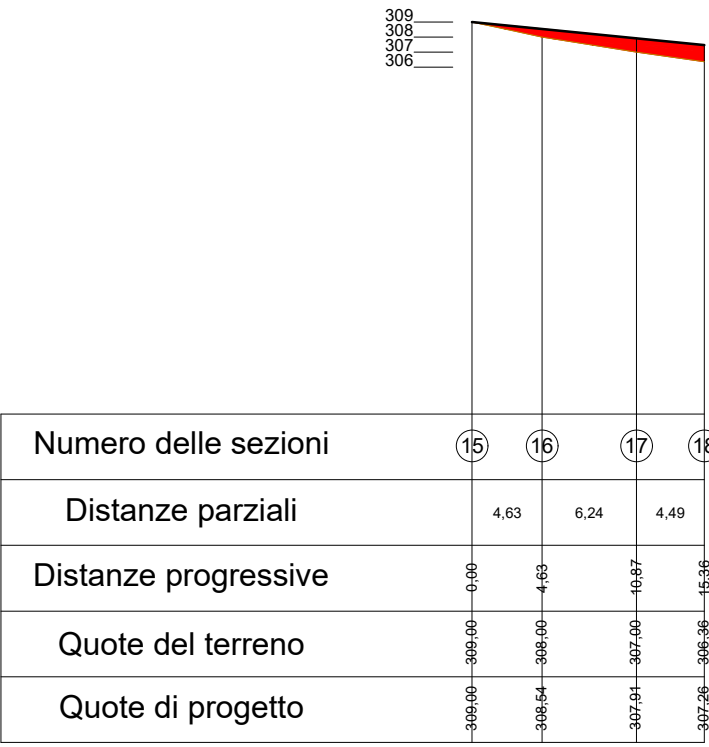 309
308
307
306
Numero delle sezioni 15 16 17 18
Distanze parziali 4,63 6,24 4,49
Distanze progressive 0,00 4,63 10,87 15,36
Quote del terreno 309,00 308,00 307,00 306,36
Quote di progetto 309,00 308,54 307,91 307,26